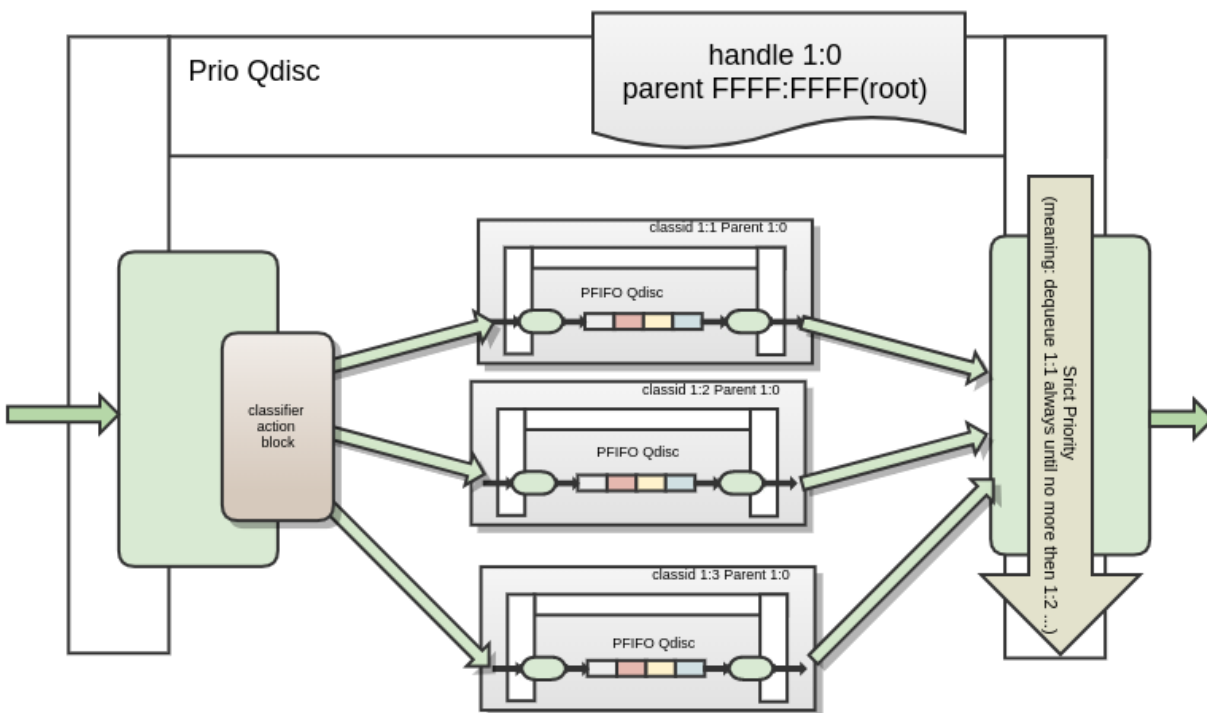 Prio Qdisc
handle 1:0
parent FFFF:FFFF(root)
classid 1:1 Parent 1:0
PFIFO Qdisc
classifier
action
block
classid 1:2 Parent 1:0
PFIFO Qdisc
classid 1:3 Parent 1:0
PFIFO Qdisc
Srict Priority
(meaning: dequeue 1:1 always until no more then 1:2 ...)